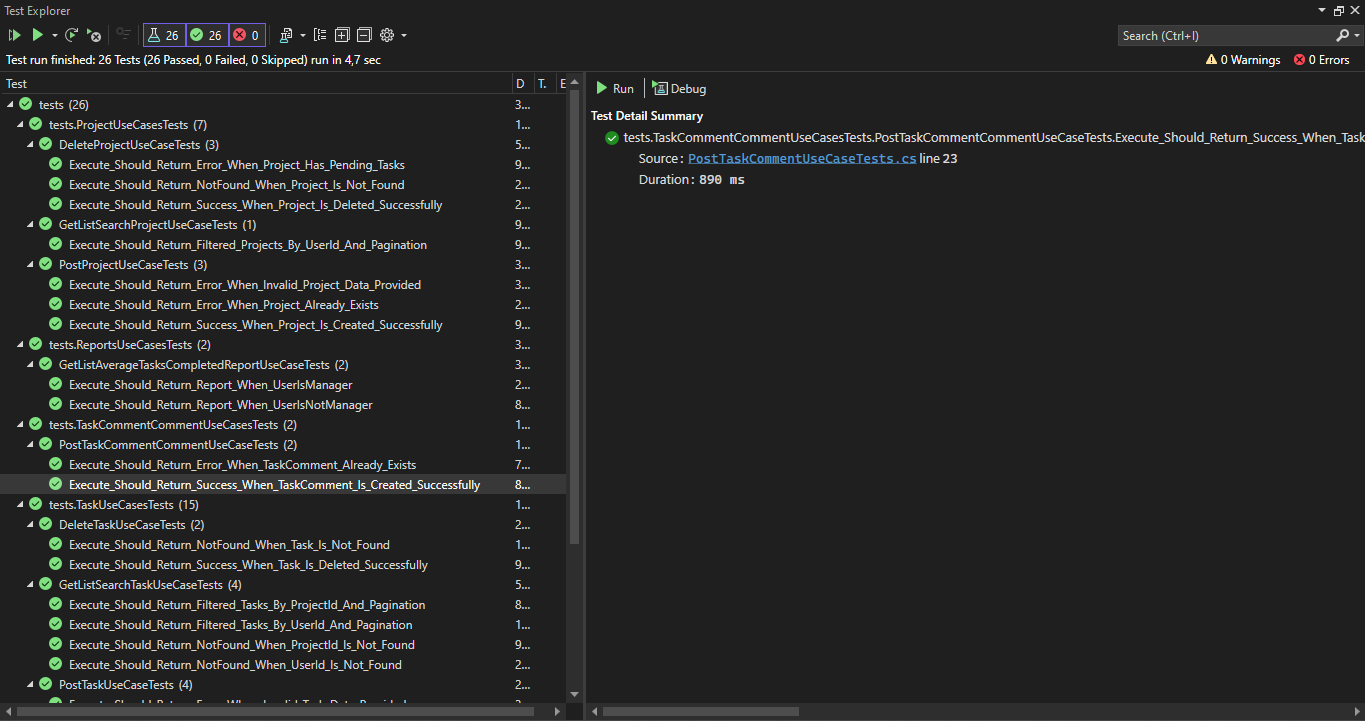 Test Explorer
26 26 0
Search (Ctrl+I)
Test run finished: 26 Tests (26 Passed, 0 Failed, 0 Skipped) run in 4,7 sec
0 Warnings 0 Errors
Test D T. E
tests (26) 3...
tests.ProjectUseCasesTests (7) 1...
DeleteProjectUseCaseTests (3) 5...
Execute_Should_Return_Error_When_Project_Has_Pending_Tasks 9...
Execute_Should_Return_NotFound_When_Project_Is_Not_Found 2...
Execute_Should_Return_Success_When_Project_Is_Deleted_Successfully 2...
GetListSearchProjectUseCaseTests (1) 9...
Execute_Should_Return_Filtered_Projects_By_UserId_And_Pagination 9...
PostProjectUseCaseTests (3) 3...
Execute_Should_Return_Error_When_Invalid_Project_Data_Provided 3...
Execute_Should_Return_Error_When_Project_Already_Exists 2...
Execute_Should_Return_Success_When_Project_Is_Created_Successfully 9...
tests.ReportsUseCasesTests (2) 3...
GetListAverageTasksCompletedReportUseCaseTests (2) 3...
Execute_Should_Return_Report_When_UserIsManager 2...
Execute_Should_Return_Report_When_UserIsNotManager 8...
tests.TaskCommentCommentUseCasesTests (2) 1...
PostTaskCommentCommentUseCaseTests (2) 1...
Execute_Should_Return_Error_When_TaskComment_Already_Exists 7...
Execute_Should_Return_Success_When_TaskComment_Is_Created_Successfully 8...
tests.TaskUseCasesTests (15) 1...
DeleteTaskUseCaseTests (2) 2...
Execute_Should_Return_NotFound_When_Task_Is_Not_Found 1...
Execute_Should_Return_Success_When_Task_Is_Deleted_Successfully 9...
GetListSearchTaskUseCaseTests (4) 5...
Execute_Should_Return_Filtered_Tasks_By_ProjectId_And_Pagination 8...
Execute_Should_Return_Filtered_Tasks_By_UserId_And_Pagination 1...
Execute_Should_Return_NotFound_When_ProjectId_Is_Not_Found 9...
Execute_Should_Return_NotFound_When_UserId_Is_Not_Found 2...
PostTaskUseCaseTests (4) 2...
Run Debug
Test Detail Summary
tests.TaskCommentCommentUseCasesTests.PostTaskCommentCommentUseCaseTests.Execute_Should_Return_Success_When_Task
Source: PostTaskCommentUseCaseTests.cs line 23
Duration: 890 ms